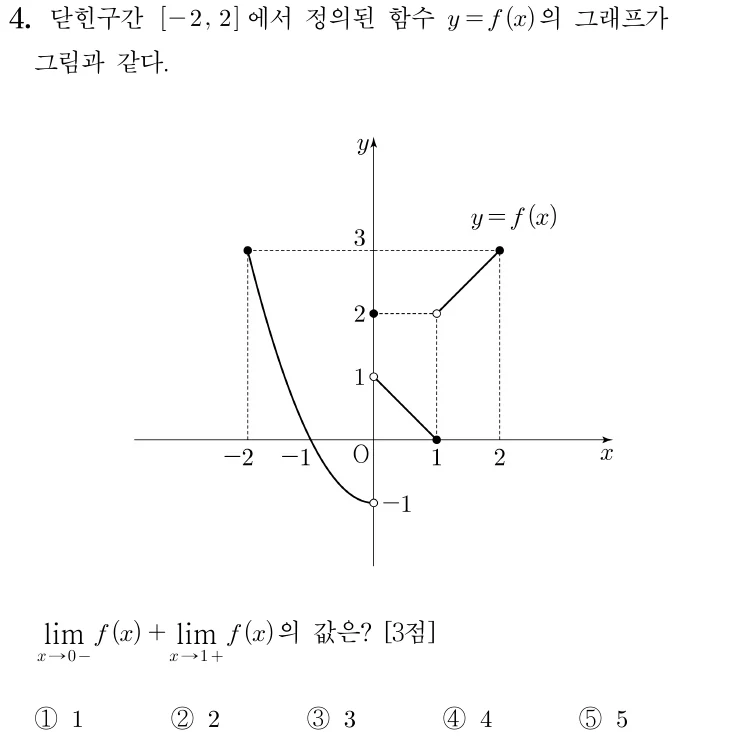 4. 닫힌구간 [−2, 2]에서 정의된 함수 y=f(x)의 그래프가
그림과 같다.
y
y=f(x)
3
2
1
−2
−1
O
1
2
x
−1
lim f(x) + lim f(x)의 값은? [3점]
x→0− x→1+
① 1 ② 2 ③ 3 ④ 4 ⑤ 5